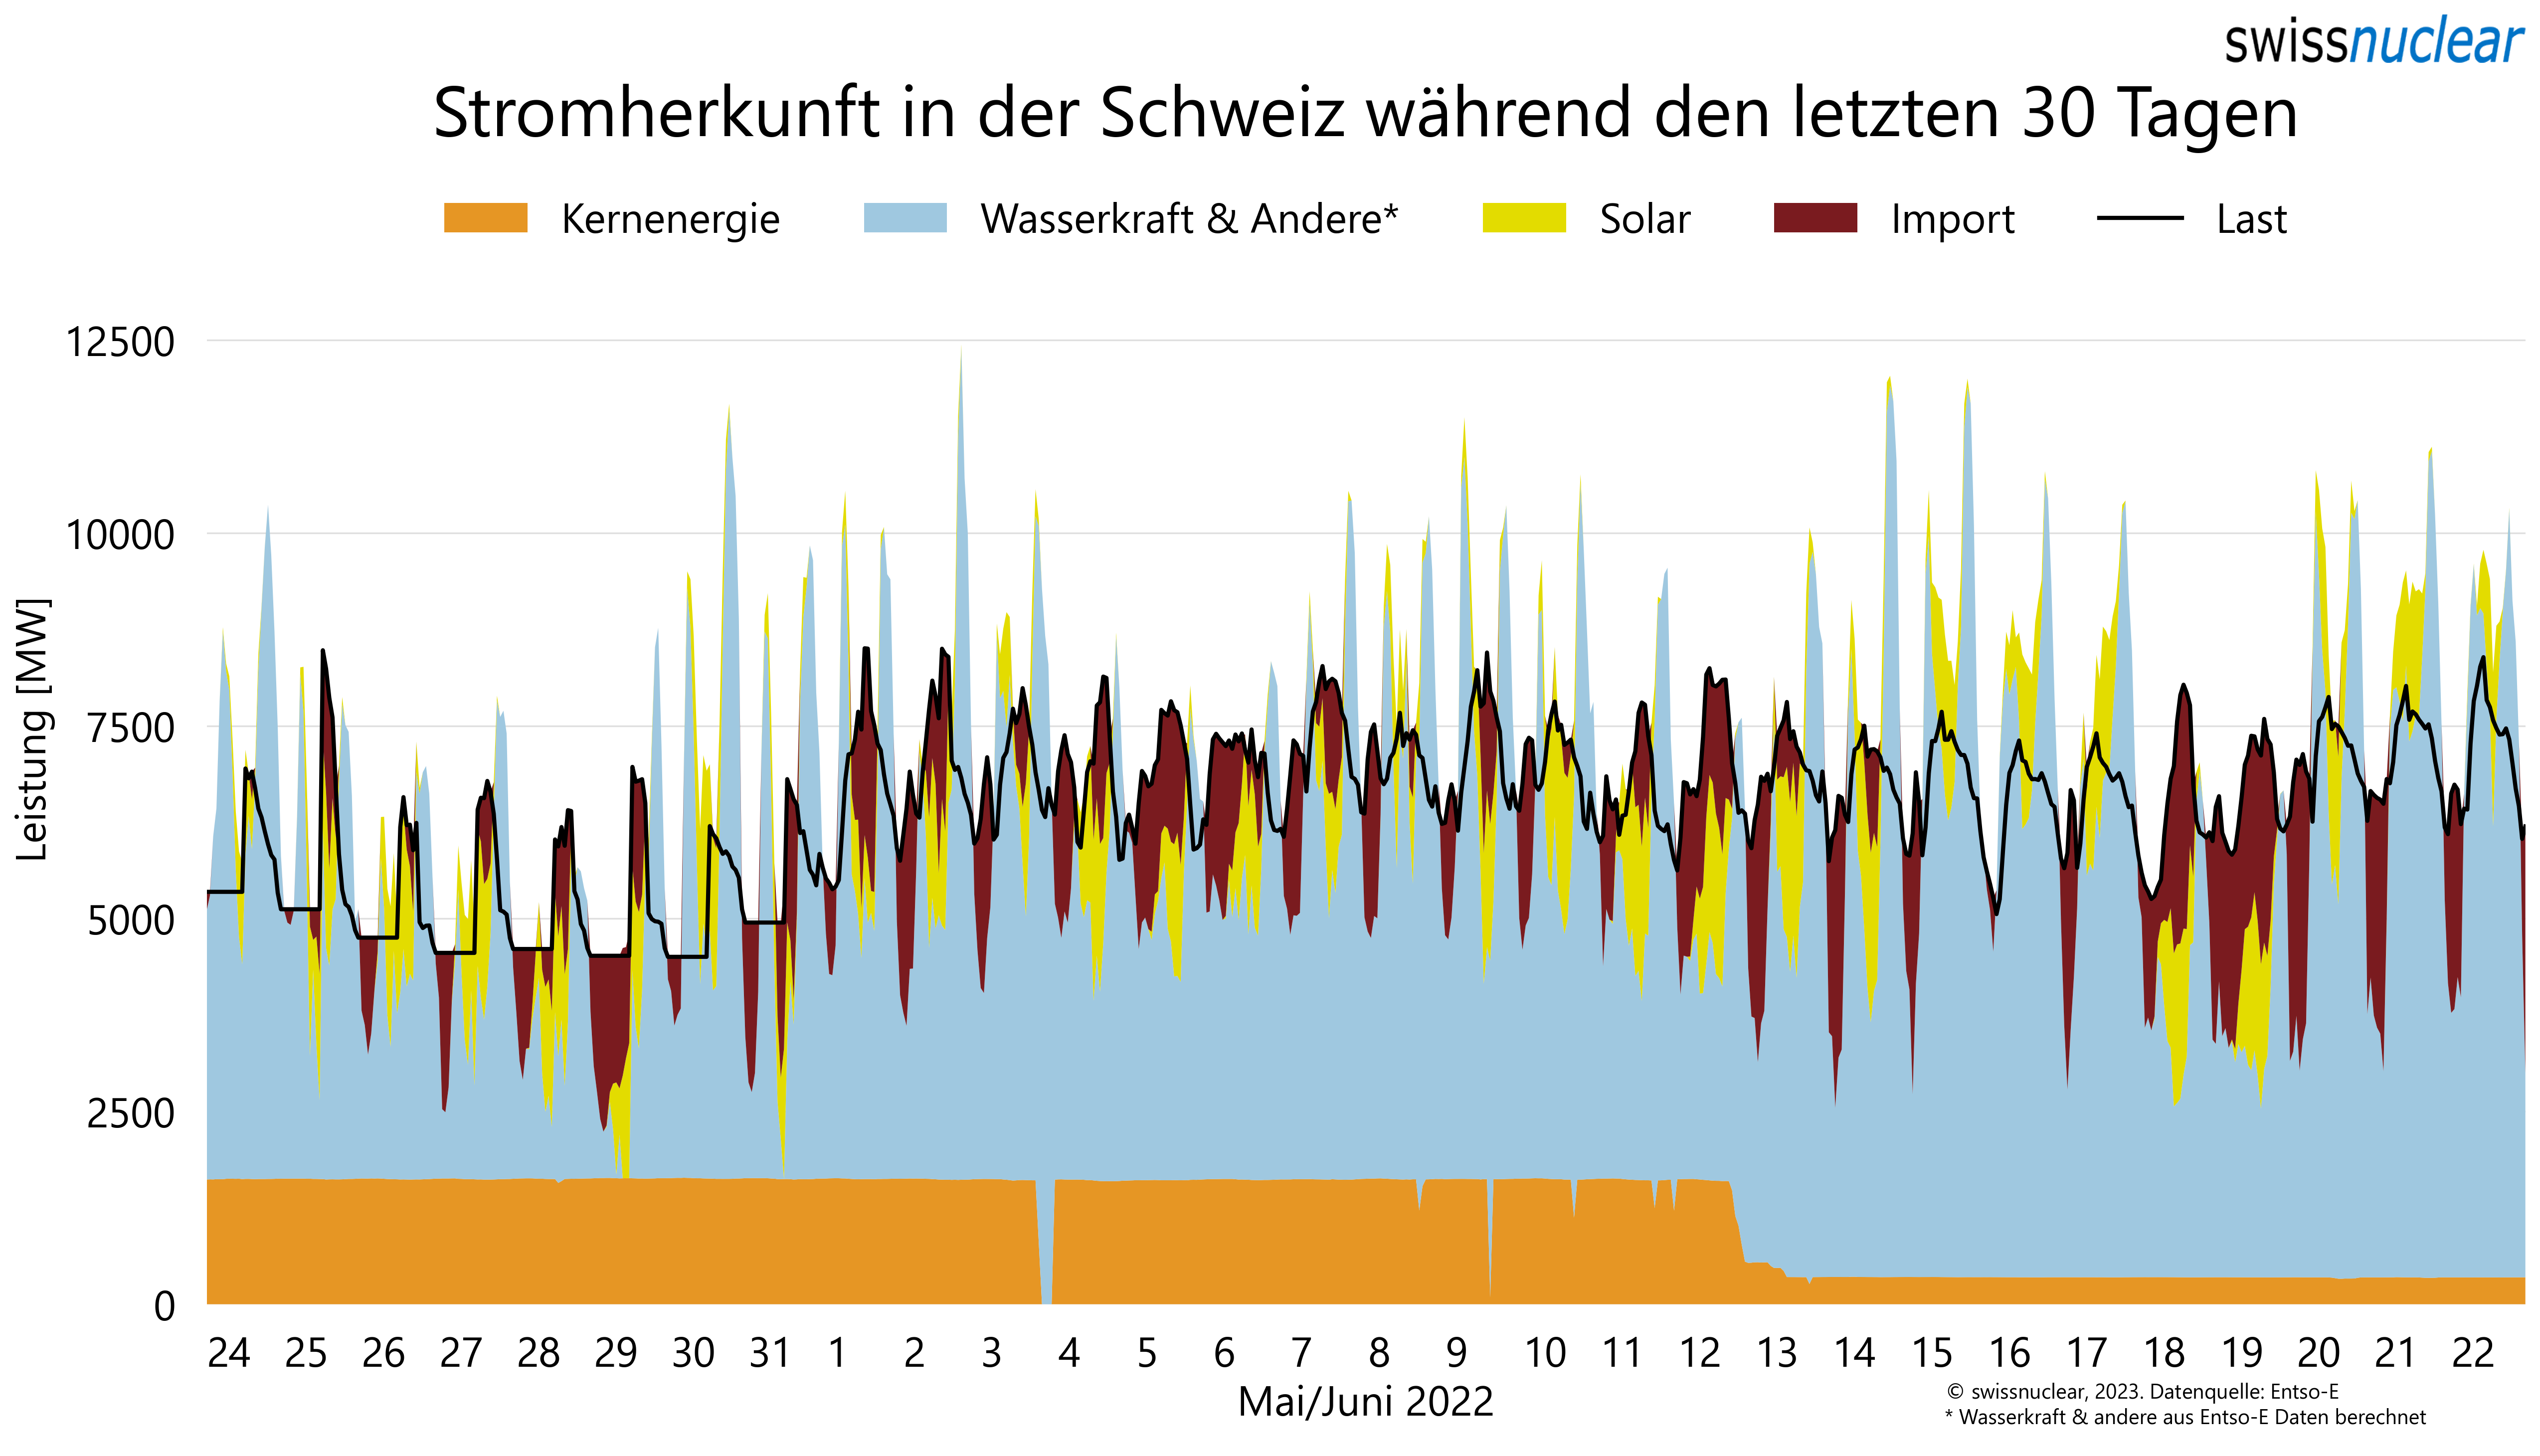 swissnuclear
Stromherkunft in der Schweiz während den letzten 30 Tagen
Kernenergie Wasserkraft & Andere* Solar Import Last
12500
10000
7500
5000
2500
0
Leistung [MW]
24 25 26 27 28 29 30 31 1 2 3 4 5 6 7 8 9 10 11 12 13 14 15 16 17 18 19 20 21 22
Mai/Juni 2022
© swissnuclear, 2023. Datenquelle: Entso-E
* Wasserkraft & andere aus Entso-E Daten berechnet